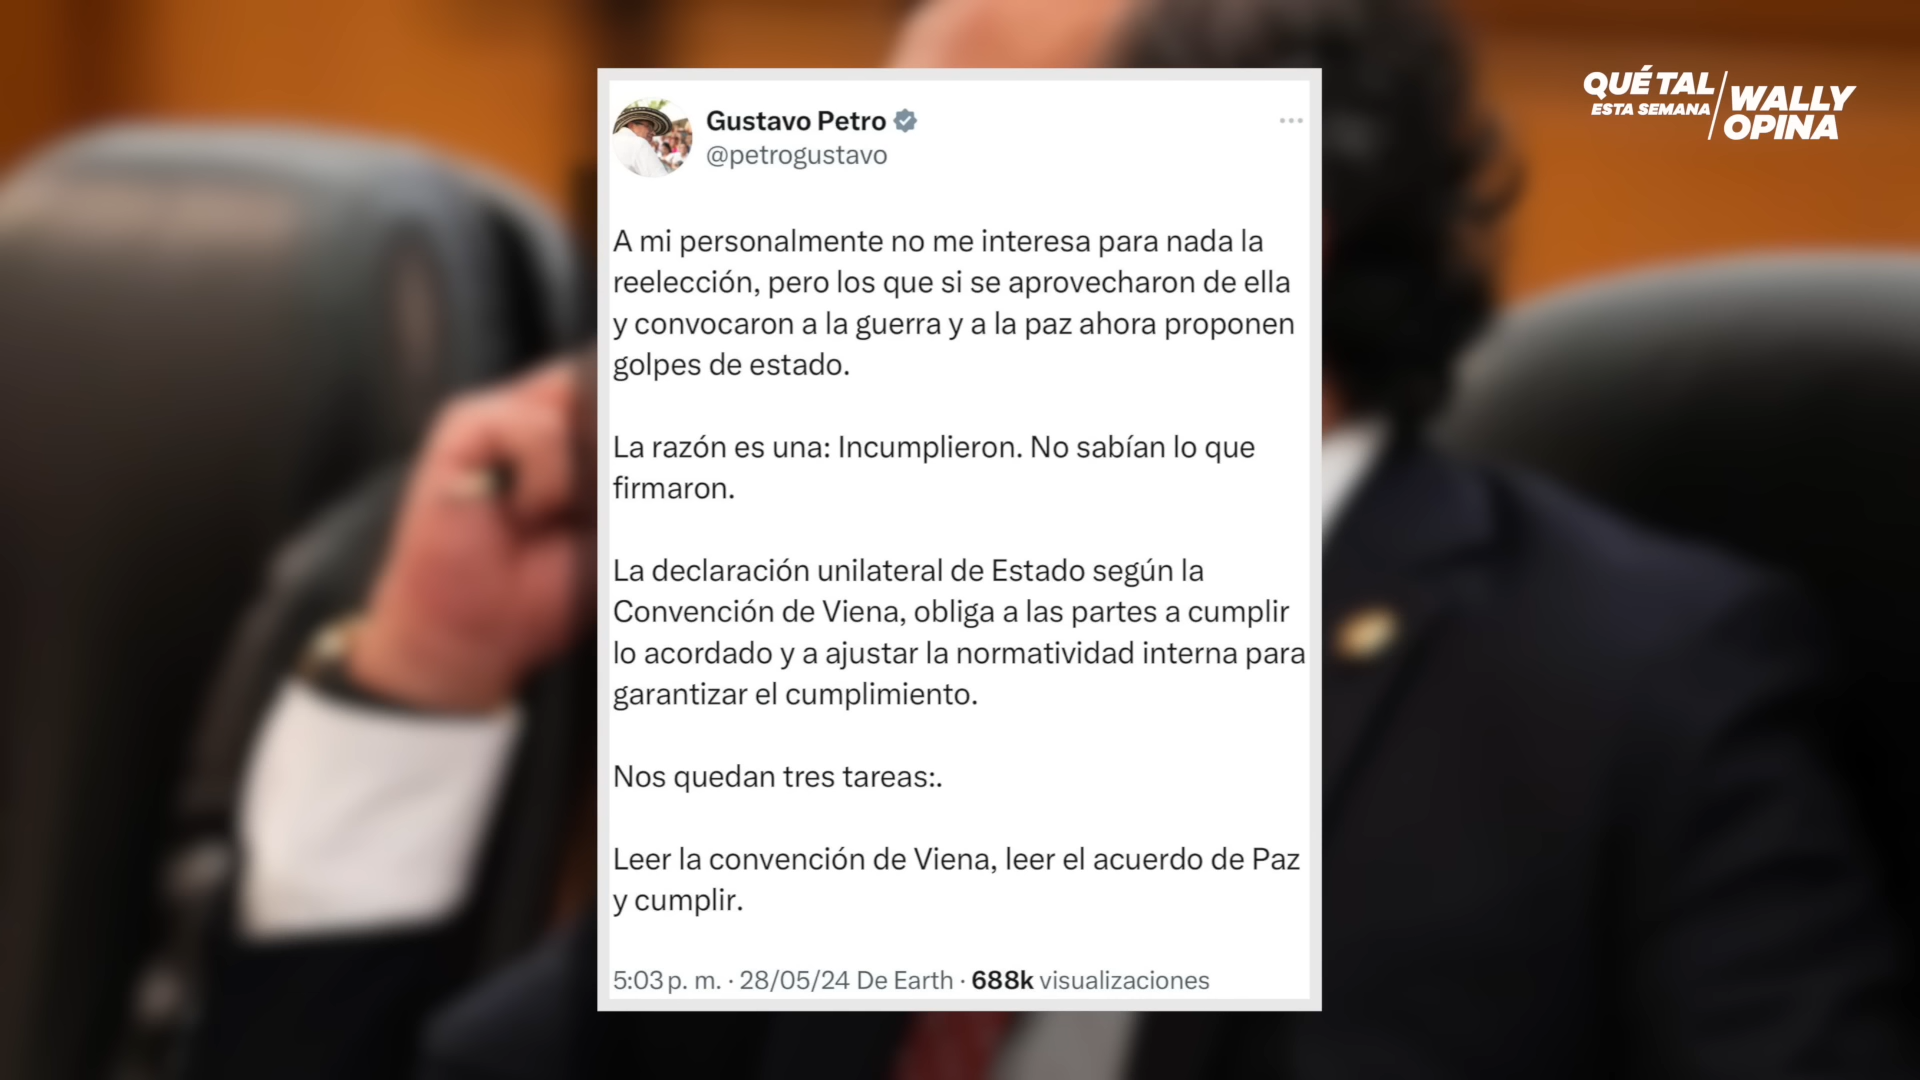 QUÉ TAL
ESTA SEMANA
WALLY
OPINA
Gustavo Petro
@petrogustavo
A mi personalmente no me interesa para nada la
reelección, pero los que si se aprovecharon de ella
y convocaron a la guerra y a la paz ahora proponen
golpes de estado.
La razón es una: Incumplieron. No sabían lo que
firmaron.
La declaración unilateral de Estado según la
Convención de Viena, obliga a las partes a cumplir
lo acordado y a ajustar la normatividad interna para
garantizar el cumplimiento.
Nos quedan tres tareas:.
Leer la convención de Viena, leer el acuerdo de Paz
y cumplir.
5:03 p. m. · 28/05/24 De Earth · 688k visualizaciones